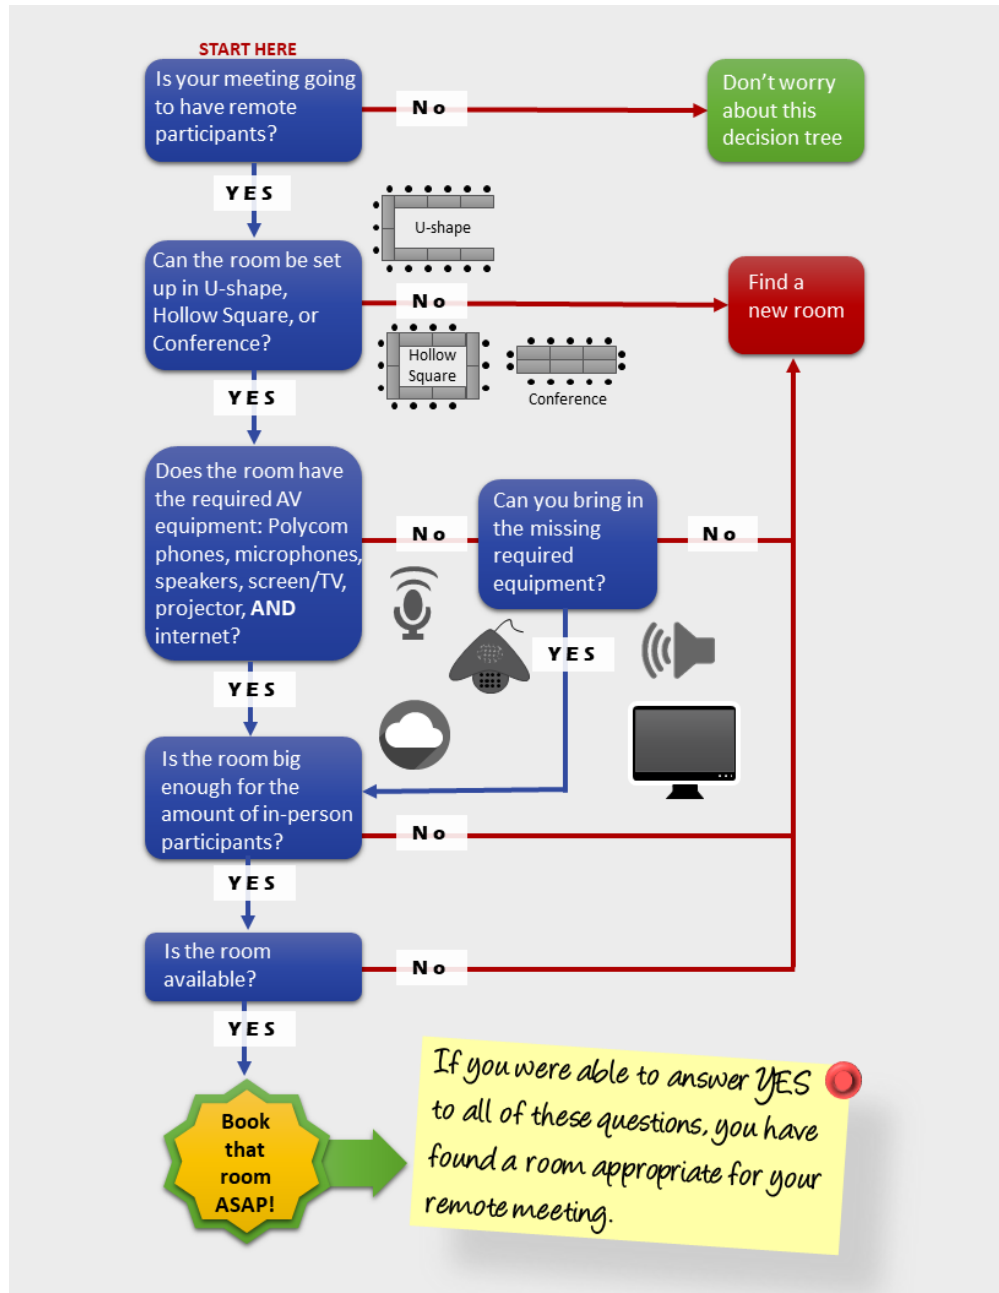 START HERE
Is your meeting going
to have remote
participants?
No
Don't worry
about this
decision tree
YES
U-shape
Can the room be set
up in U-shape,
Hollow Square, or
Conference?
No
Find a
new room
Hollow
Square
Conference
YES
Does the room have
the required AV
equipment: Polycom
phones, microphones,
speakers, screen/TV,
projector, AND
internet?
No
Can you bring in
the missing
required
equipment?
No
YES
YES
Is the room big
enough for the
amount of in-person
participants?
No
YES
Is the room
available?
No
YES
Book
that
room
ASAP!
If you were able to answer YES
to all of these questions, you have
found a room appropriate for your
remote meeting.